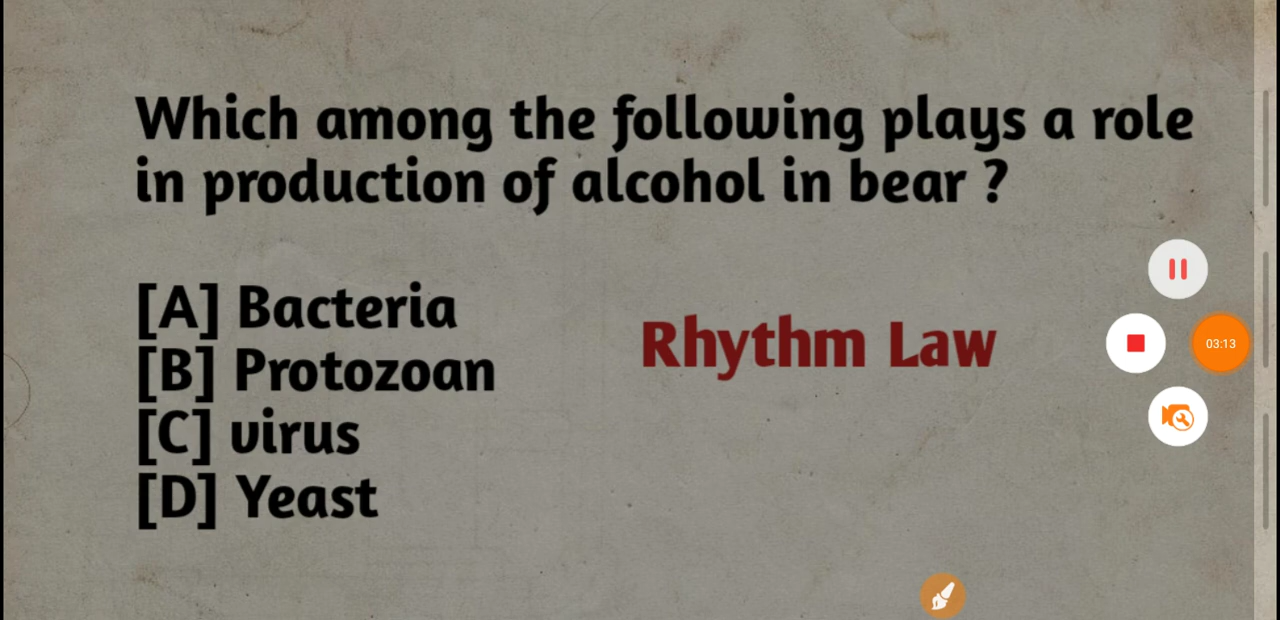 Which among the following plays a role
in production of alcohol in bear ?
[A] Bacteria
[B] Protozoan
[C] virus
[D] Yeast
Rhythm Law
03:13